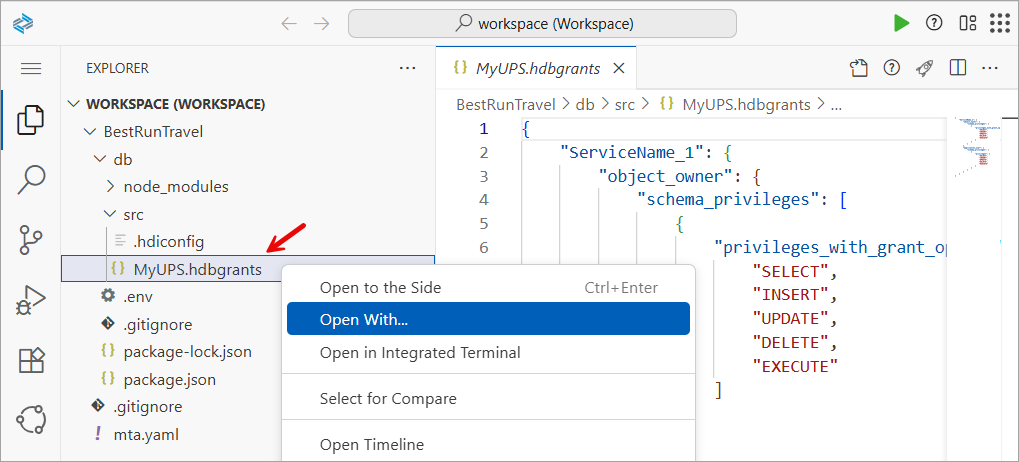 workspace (Workspace)
EXPLORER
WORKSPACE (WORKSPACE)
BestRunTravel
db
node_modules
src
.hdiconfig
MyUPS.hdbgrants
.env
.gitignore
package-lock.json
package.json
.gitignore
mta.yaml
Open to the Side Ctrl+Enter
Open With...
Open in Integrated Terminal
Select for Compare
Open Timeline
MyUPS.hdbgrants
BestRunTravel > db > src > MyUPS.hdbgrants > ...
1 {
2 "ServiceName_1": {
3 "object_owner": {
4 "schema_privileges": [
5 {
6 "privileges_with_grant_op
"SELECT",
"INSERT",
"UPDATE",
"DELETE",
"EXECUTE"
]